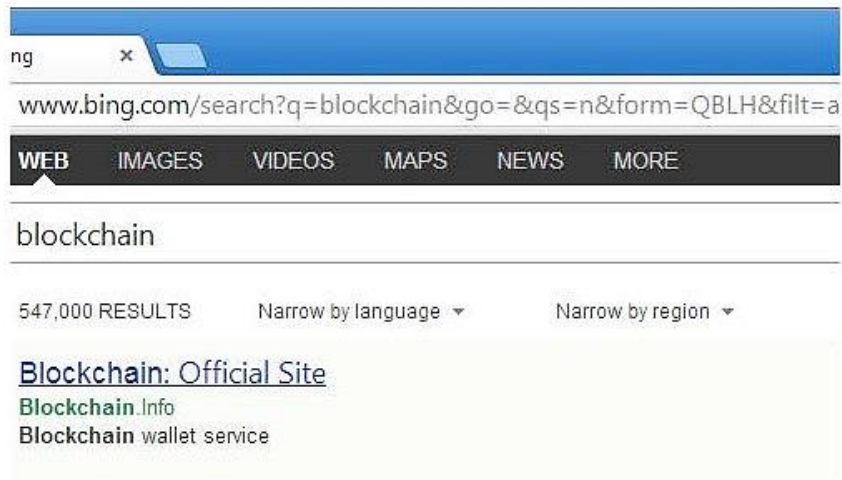 ng ×
www.bing.com/search?q=blockchain&go=&qs=n&form=QBLH&filt=a
WEB IMAGES VIDEOS MAPS NEWS MORE
blockchain
547,000 RESULTS Narrow by language Narrow by region
Blockchain: Official Site
Blockchain.Info
Blockchain wallet service